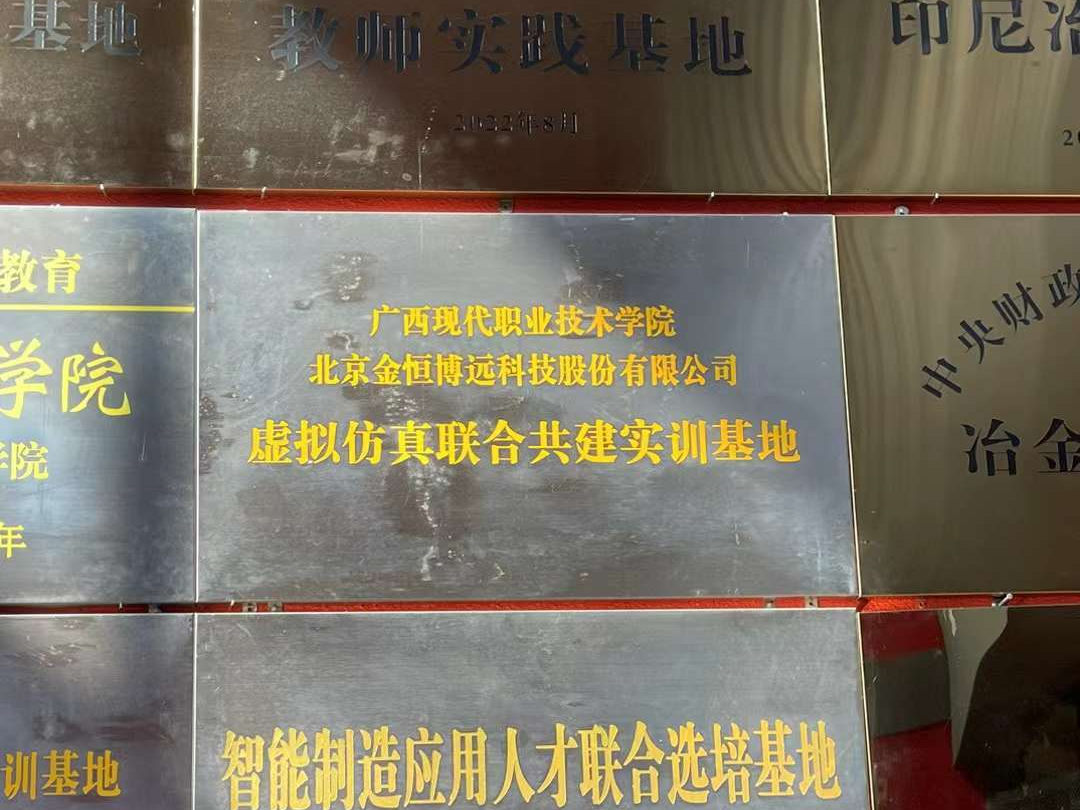 基地
教师实践基地
2022年8月
印尼冶
教育
学院
学院
年
广西现代职业技术学院
北京金恒博远科技股份有限公司
虚拟仿真联合共建实训基地
中央财政
冶金
训基地
智能制造应用人才联合选培基地